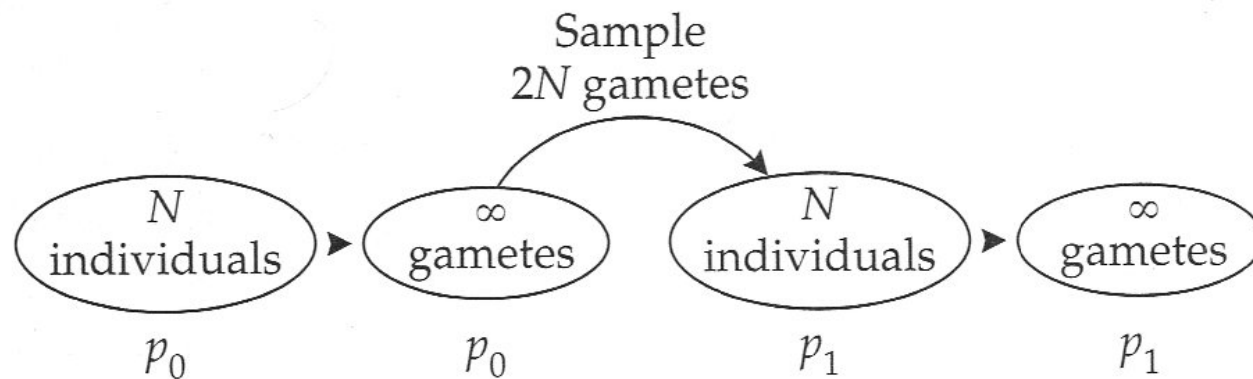 Sample
2N gametes
N
individuals
∞
gametes
N
individuals
∞
gametes
p₀
p₀
p₁
p₁